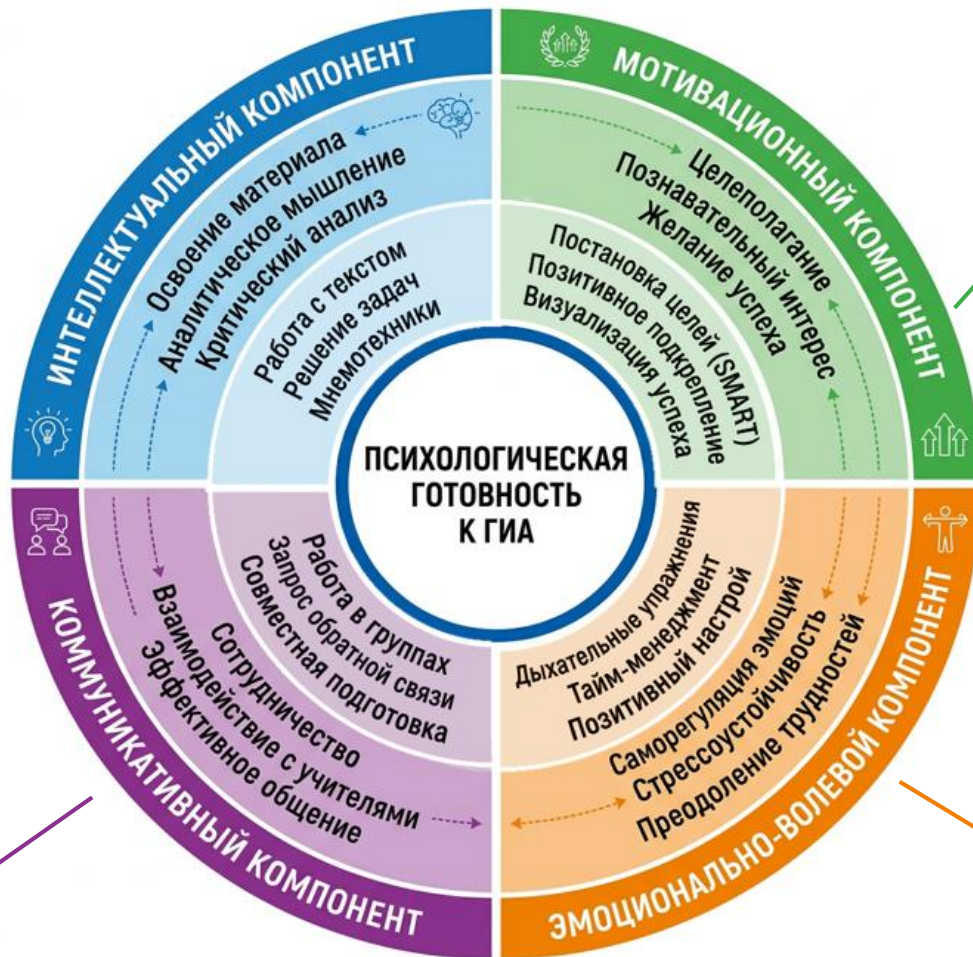 ИНТЕЛЛЕКТУАЛЬНЫЙ КОМПОНЕНТ
Освоение материала
Аналитическое мышление
Критический анализ
Работа с текстом
Решение задач
Мнемотехники
МОТИВАЦИОННЫЙ КОМПОНЕНТ
Целеполагание
Познавательный интерес
Желание успеха
Постановка целей (SMART)
Позитивное подкрепление
Визуализация успеха
ПСИХОЛОГИЧЕСКАЯ
ГОТОВНОСТЬ
К ГИА
КОММУНИКАТИВНЫЙ КОМПОНЕНТ
Работа в группах
Запрос обратной связи
Совместная подготовка
Сотрудничество
Взаимодействие с учителями
Эффективное общение
ЭМОЦИОНАЛЬНО-ВОЛЕВОЙ КОМПОНЕНТ
Дыхательные упражнения
Тайм-менеджмент
Позитивный настрой
Саморегуляция эмоций
Стрессоустойчивость
Преодоление трудностей